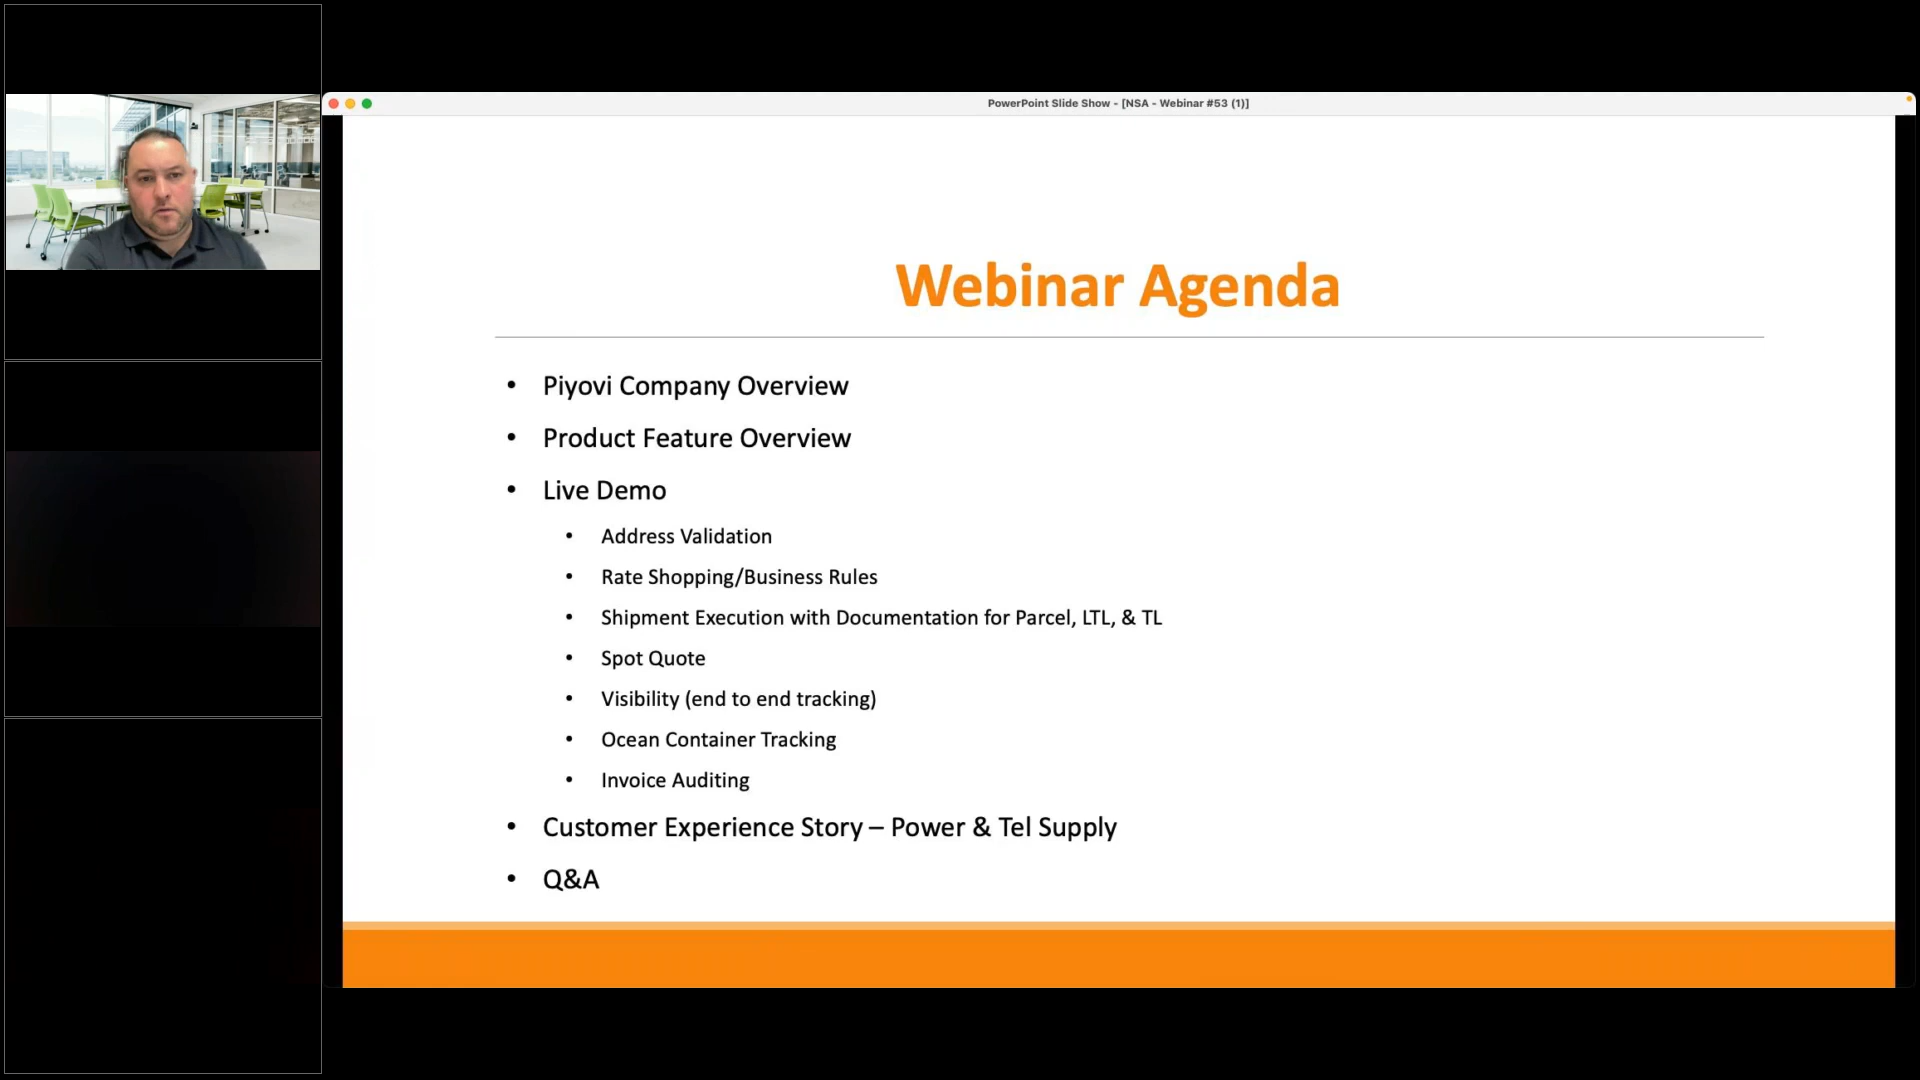 PowerPoint Slide Show - [NSA - Webinar #53 (1)]
Webinar Agenda
• Piyovi Company Overview
• Product Feature Overview
• Live Demo
• Address Validation
• Rate Shopping/Business Rules
• Shipment Execution with Documentation for Parcel, LTL, & TL
• Spot Quote
• Visibility (end to end tracking)
• Ocean Container Tracking
• Invoice Auditing
• Customer Experience Story – Power & Tel Supply
• Q&A